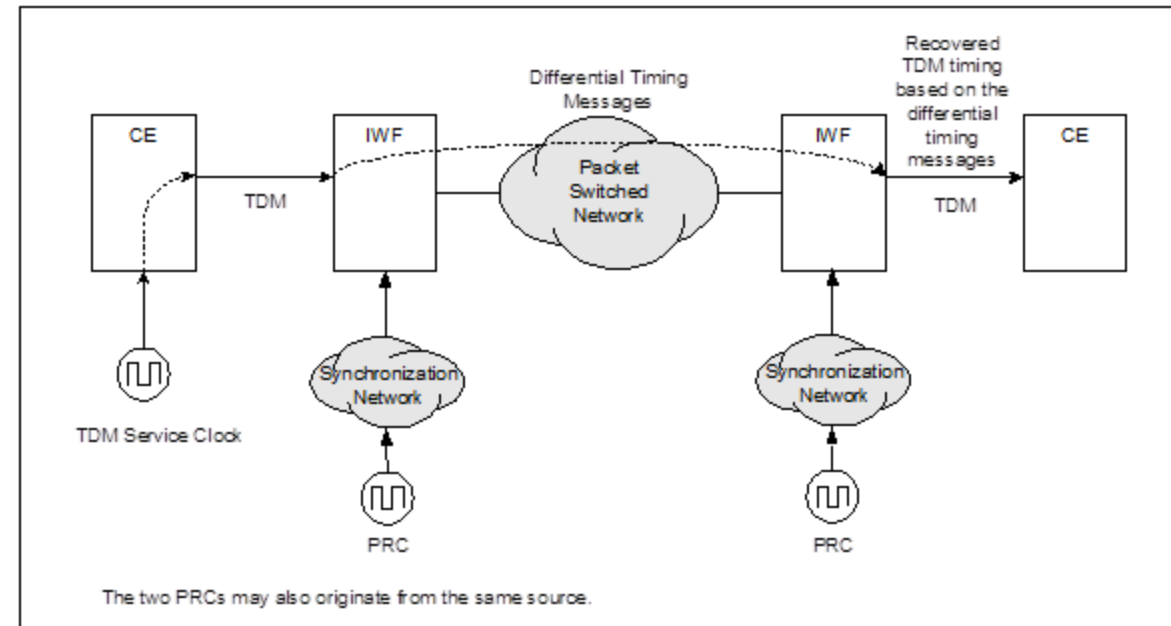 Recovered
TDM timing
based on the
differential
timing
messages
Differential Timing
Messages
CE
IWF
IWF
CE
Packet
Switched
Network
TDM
TDM
Synchronization
Network
Synchronization
Network
TDM Service Clock
PRC
PRC
The two PRCs may also originate from the same source.